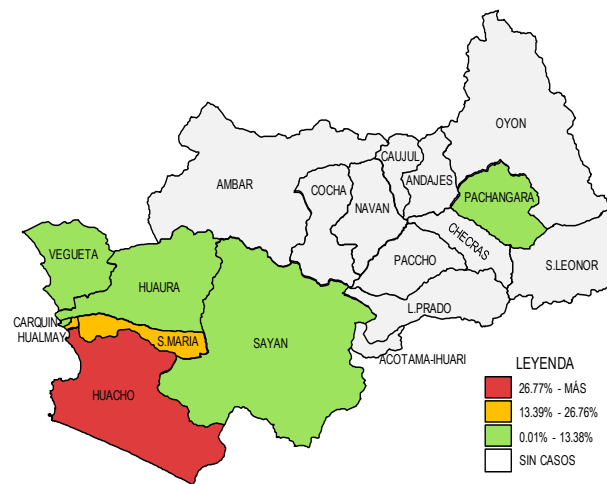 OYON
CAUJUL
ANDAJES
AMBAR
COCHA
NAVAN
PACHANGARA
CHECRAS
VEGUETA
PACCHO
S.LEONOR
HUAURA
L.PRADO
CARQUIN
HUALMAY
S.MARIA
SAYAN
ACOTAMA-IHUARI
HUACHO
LEYENDA
26.77% - MÁS
13.39% - 26.76%
0.01% - 13.38%
SIN CASOS